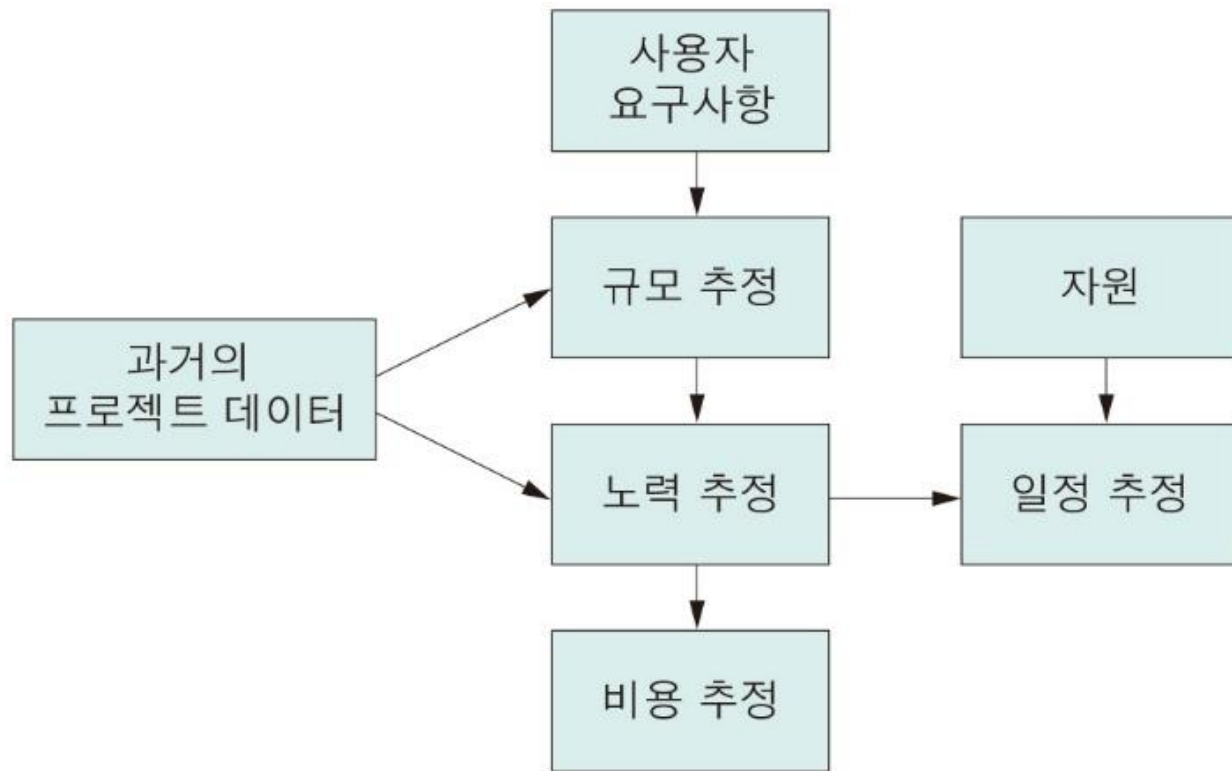 사용자
요구사항
규모 추정
자원
과거의
프로젝트 데이터
노력 추정
일정 추정
비용 추정